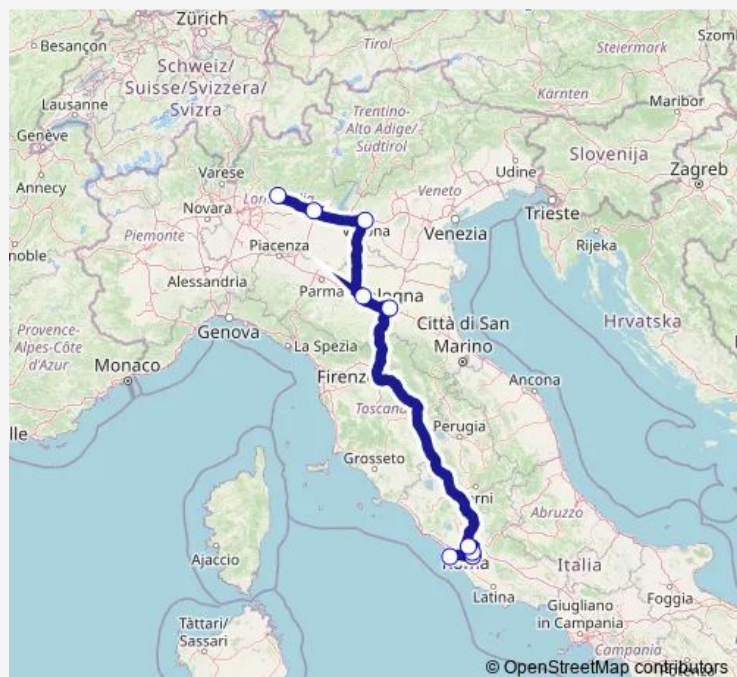 Zürich
Besançon
Schweiz/
Suisse/Svizzera/
Svizra
Tirol
Steiermark
Kärnten
Maribor
Lausanne
Genève
Annecy
Trentino-
Alto Adige/
Südtirol
Slovenija
Zagreb
Udine
Varese
Novara
Veneto
Venezia
Trieste
Rijeka
Piemonte
Piacenza
Alessandria
Parma
Genova
La Spezia
Città di San
Marino
Hrvatska
Provence-
Alpes-Côte
d'Azur
Monaco
Ancona
Toscana
Perugia
Grosseto
Abruzzo
Ajaccio
Roma
Italia
Latina
Foggia
Giugliano
in Campania
Campania
Tàttari/
Sassari
© OpenStreetMap contributors